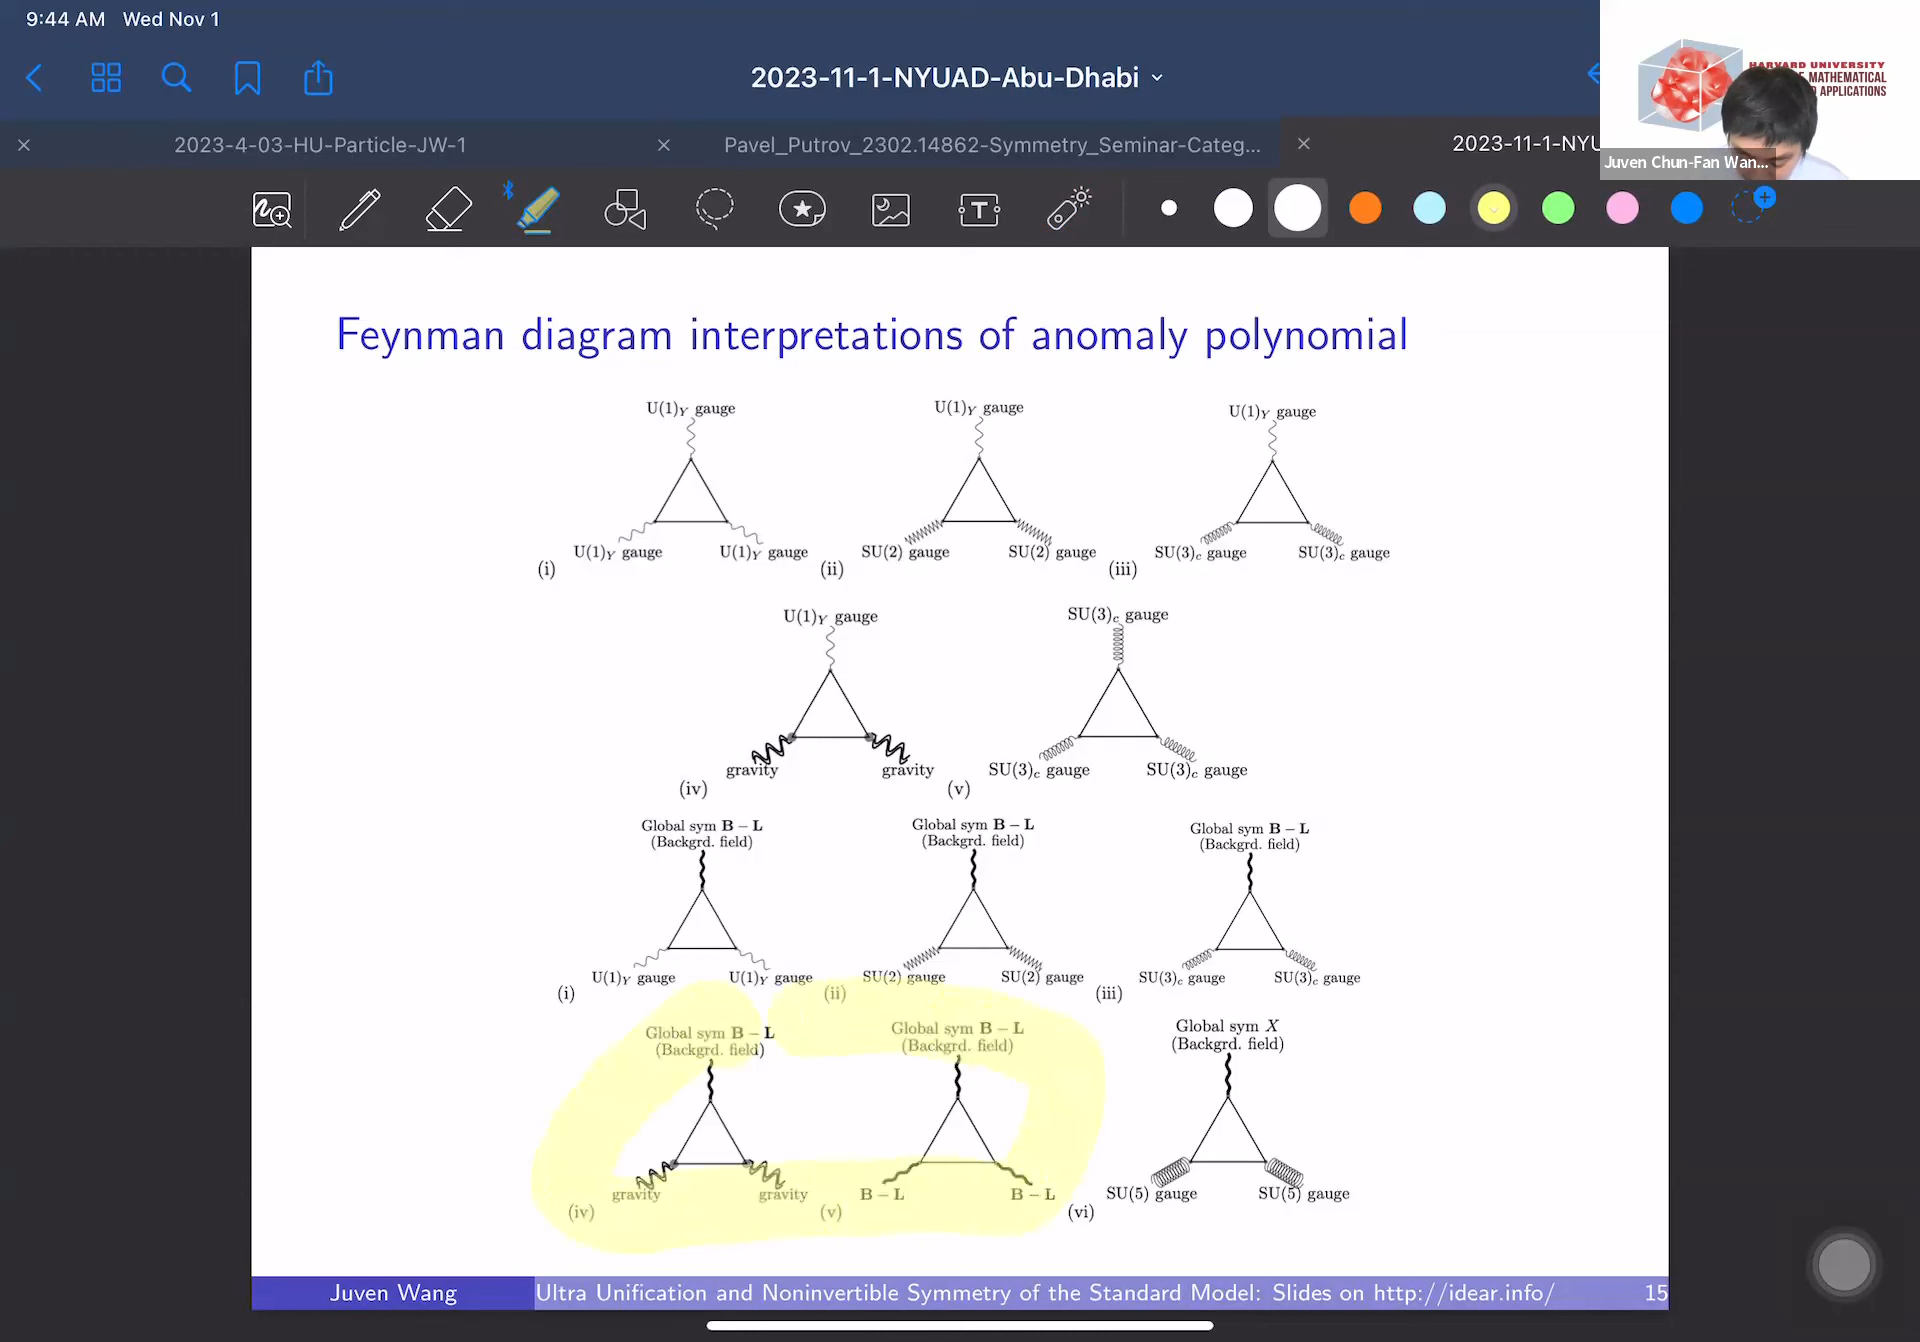 9:44 AM Wed Nov 1
2023-11-1-NYUAD-Abu-Dhabi
HARVARD UNIVERSITY
MATHEMATICAL
APPLICATIONS
Juven Chun-Fan Wan...
2023-4-03-HU-Particle-JW-1
Pavel_Putrov_2302.14862-Symmetry_Seminar-Categ...
2023-11-1-NYU
T
Feynman diagram interpretations of anomaly polynomial
U(1)Y gauge U(1)Y gauge U(1)Y gauge
U(1)Y gauge U(1)Y gauge SU(2) gauge SU(2) gauge SU(3)c gauge SU(3)c gauge
(i) (ii) (iii)
U(1)Y gauge SU(3)c gauge
gravity gravity SU(3)c gauge SU(3)c gauge
(iv) (v)
Global sym B – L Global sym B – L Global sym B – L
(Backgrd. field) (Backgrd. field) (Backgrd. field)
U(1)Y gauge U(1)Y gauge SU(2) gauge SU(2) gauge SU(3)c gauge SU(3)c gauge
(i) (ii) (iii)
Global sym B – L Global sym B – L Global sym X
(Backgrd. field) (Backgrd. field) (Backgrd. field)
gravity gravity B – L B – L SU(5) gauge SU(5) gauge
(iv) (v) (vi)
Juven Wang Ultra Unification and Noninvertible Symmetry of the Standard Model: Slides on http://idear.info/ 15